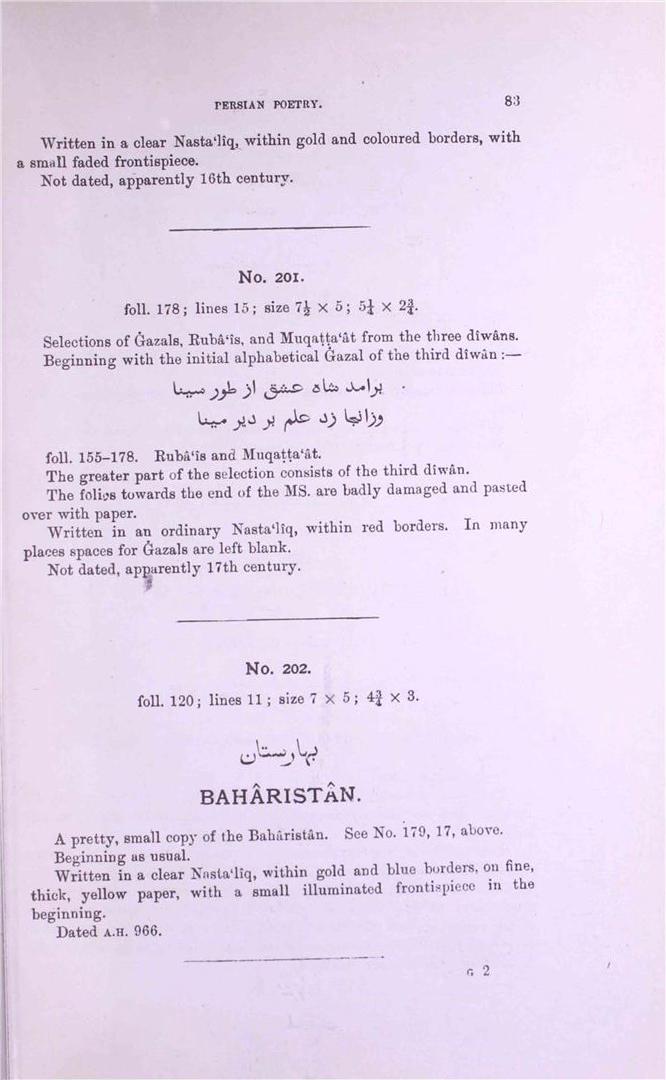 PERSIAN POETRY. 83
Written in a clear Nasta‘lîq, within gold and coloured borders, with
a small faded frontispiece.
Not dated, apparently 16th century.
No. 201.
foll. 178; lines 15; size 7½ × 5; 5¼ × 2¾.
Selections of Ġazals, Rubâ‘îs, and Muqaṭṭa‘ât from the three dîwâns.
Beginning with the initial alphabetical Ġazal of the third dîwân :—
برامد شاه عشق از طور سينا
وزانجا زد علم بر دير مينا
foll. 155–178. Rubâ‘îs and Muqaṭṭa‘ât.
The greater part of the selection consists of the third dîwân.
The folios towards the end of the MS. are badly damaged and pasted
over with paper.
Written in an ordinary Nasta‘lîq, within red borders. In many
places spaces for Ġazals are left blank.
Not dated, apparently 17th century.
No. 202.
foll. 120; lines 11; size 7 × 5; 4¾ × 3.
بهارستان
BAHÂRISTÂN.
A pretty, small copy of the Bahâristân. See No. 179, 17, above.
Beginning as usual.
Written in a clear Nasta‘lîq, within gold and blue borders, on fine,
thick, yellow paper, with a small illuminated frontispiece in the
beginning.
Dated A.H. 966.
G 2